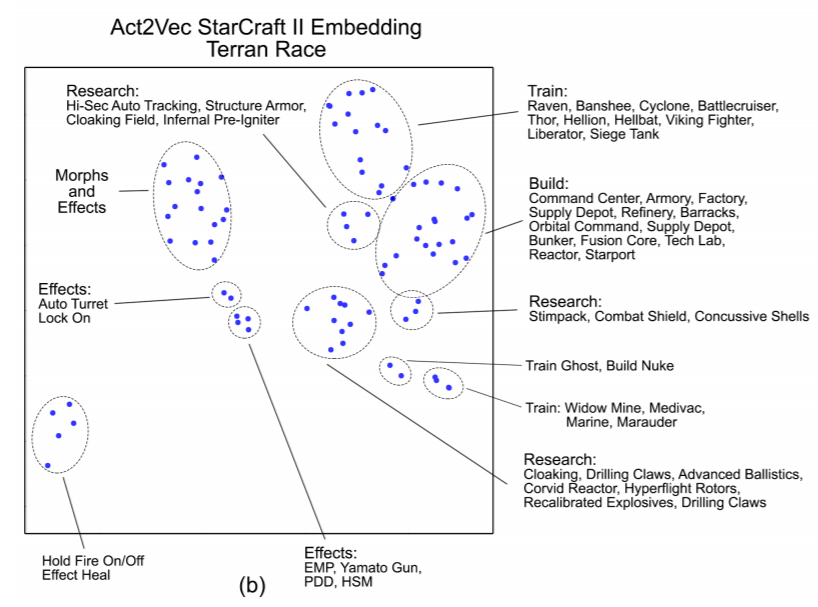 Act2Vec StarCraft II Embedding
Terran Race
Research:
Hi-Sec Auto Tracking, Structure Armor,
Cloaking Field, Infernal Pre-Igniter
Train:
Raven, Banshee, Cyclone, Battlecruiser,
Thor, Hellion, Hellbat, Viking Fighter,
Liberator, Siege Tank
Morphs
and
Effects
Build:
Command Center, Armory, Factory,
Supply Depot, Refinery, Barracks,
Orbital Command, Supply Depot,
Bunker, Fusion Core, Tech Lab,
Reactor, Starport
Effects:
Auto Turret
Lock On
Research:
Stimpack, Combat Shield, Concussive Shells
Train Ghost, Build Nuke
Train: Widow Mine, Medivac,
Marine, Marauder
Research:
Cloaking, Drilling Claws, Advanced Ballistics,
Corvid Reactor, Hyperflight Rotors,
Recalibrated Explosives, Drilling Claws
Hold Fire On/Off
Effect Heal
Effects:
EMP, Yamato Gun,
PDD, HSM
(b)